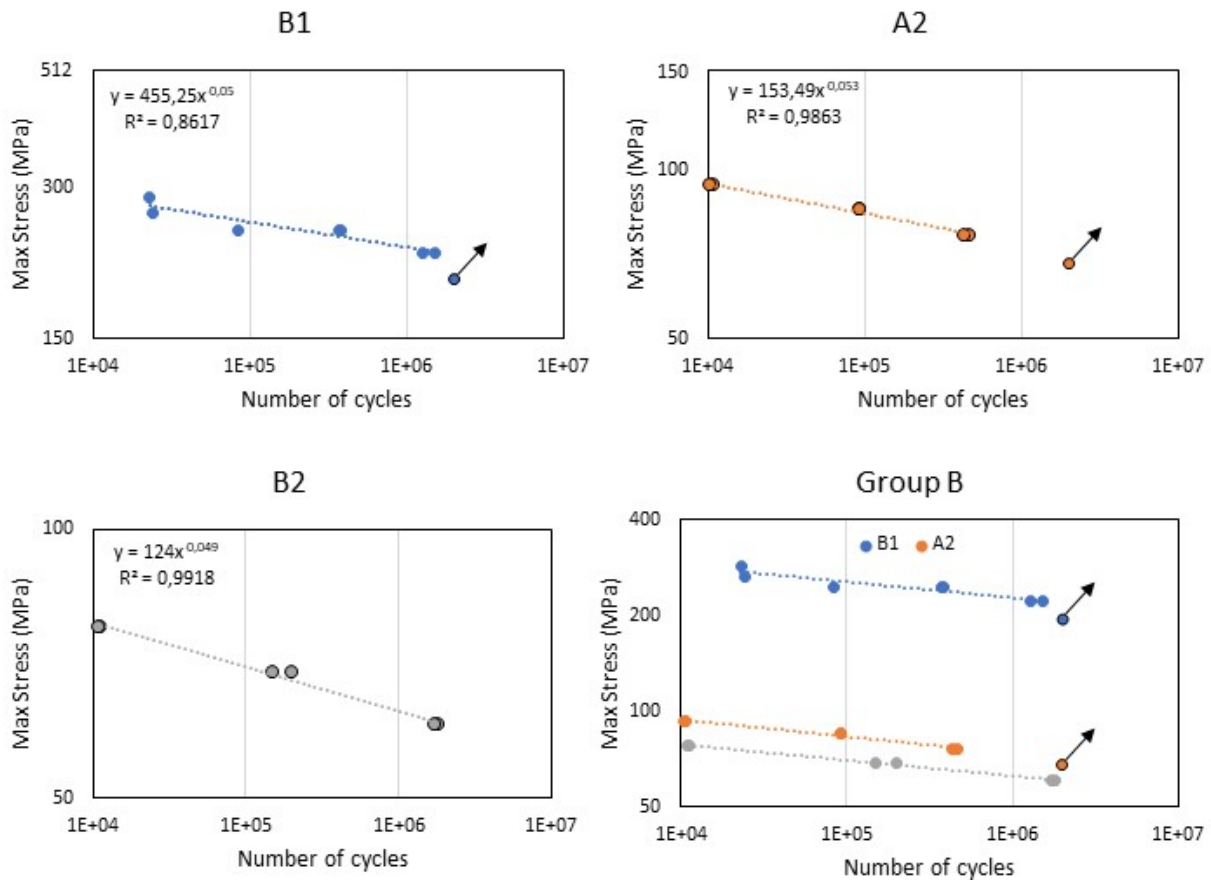 B1
512
300
150
Max Stress (MPa)
y = 455,25x^0,05
R² = 0,8617
1E+04 1E+05 1E+06 1E+07
Number of cycles
A2
150
100
50
Max Stress (MPa)
y = 153,49x^0,053
R² = 0,9863
1E+04 1E+05 1E+06 1E+07
Number of cycles
B2
100
50
Max Stress (MPa)
y = 124x^0,049
R² = 0,9918
1E+04 1E+05 1E+06 1E+07
Number of cycles
Group B
400
200
100
50
Max Stress (MPa)
B1 A2
1E+04 1E+05 1E+06 1E+07
Number of cycles